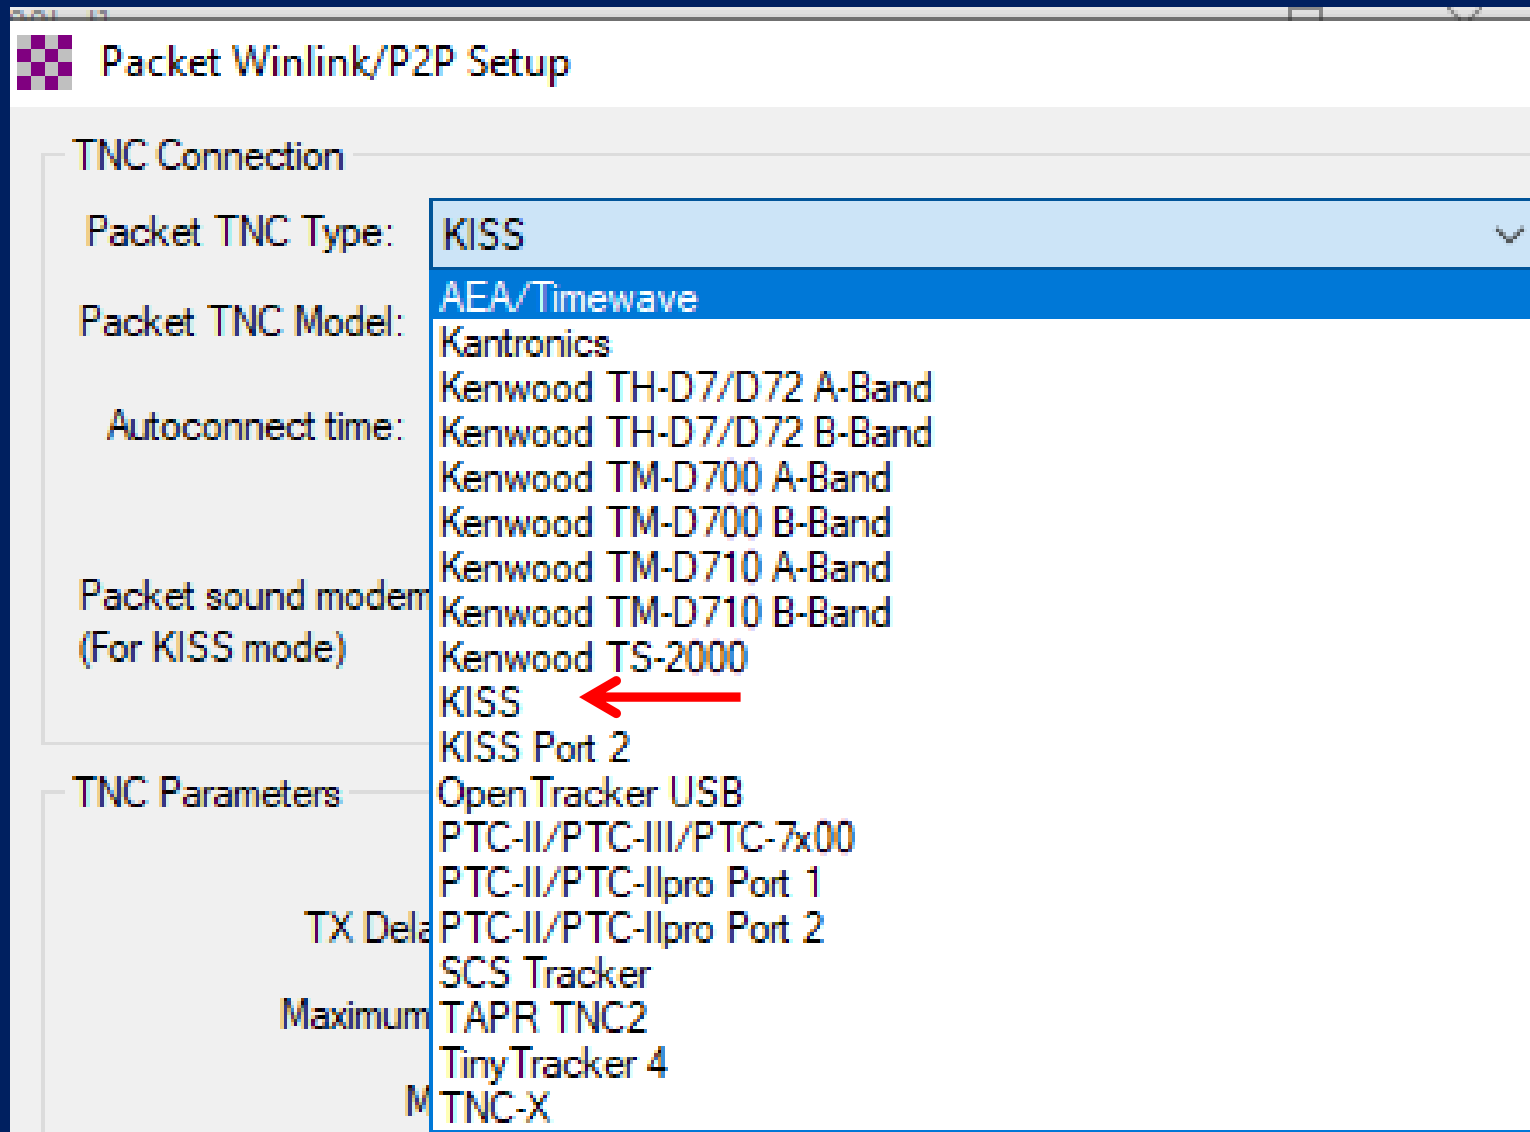 Packet Winlink/P2P Setup
TNC Connection
Packet TNC Type:
KISS
Packet TNC Model:
Autoconnect time:
Packet sound modem
(For KISS mode)
AEA/Timewave
Kantronics
Kenwood TH-D7/D72 A-Band
Kenwood TH-D7/D72 B-Band
Kenwood TM-D700 A-Band
Kenwood TM-D700 B-Band
Kenwood TM-D710 A-Band
Kenwood TM-D710 B-Band
Kenwood TS-2000
KISS
KISS Port 2
OpenTracker USB
PTC-II/PTC-III/PTC-7x00
PTC-II/PTC-IIpro Port 1
PTC-II/PTC-IIpro Port 2
SCS Tracker
TAPR TNC2
TinyTracker 4
TNC-X
TNC Parameters
TX Dela
Maximum
M